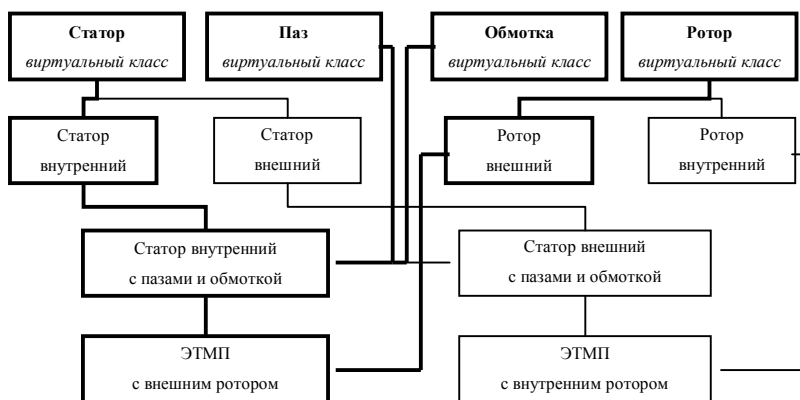 Статор
виртуальный класс
Паз
виртуальный класс
Обмотка
виртуальный класс
Ротор
виртуальный класс
Статор
внутренний
Статор
внешний
Ротор
внешний
Ротор
внутренний
Статор внутренний
с пазами и обмоткой
Статор внешний
с пазами и обмоткой
ЭТМП
с внешним ротором
ЭТМП
с внутренним ротором